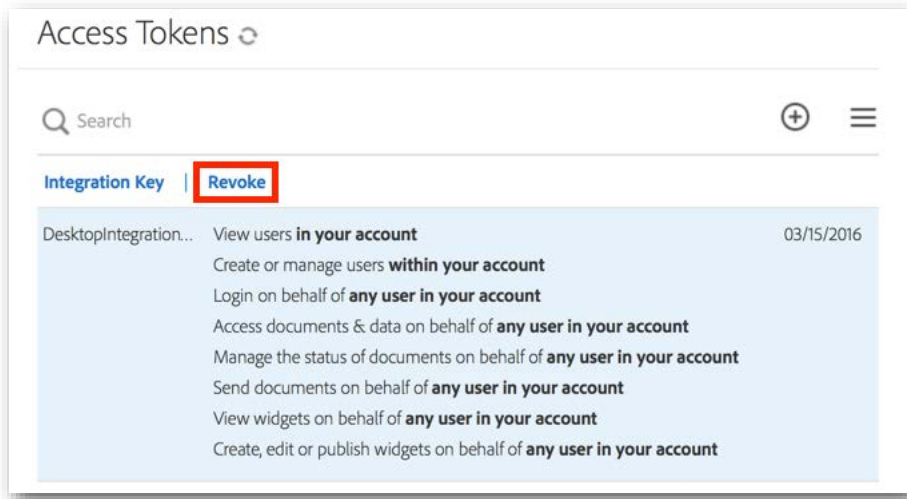 Access Tokens
Search
Integration Key | Revoke
DesktopIntegration... View users in your account 03/15/2016
Create or manage users within your account
Login on behalf of any user in your account
Access documents & data on behalf of any user in your account
Manage the status of documents on behalf of any user in your account
Send documents on behalf of any user in your account
View widgets on behalf of any user in your account
Create, edit or publish widgets on behalf of any user in your account